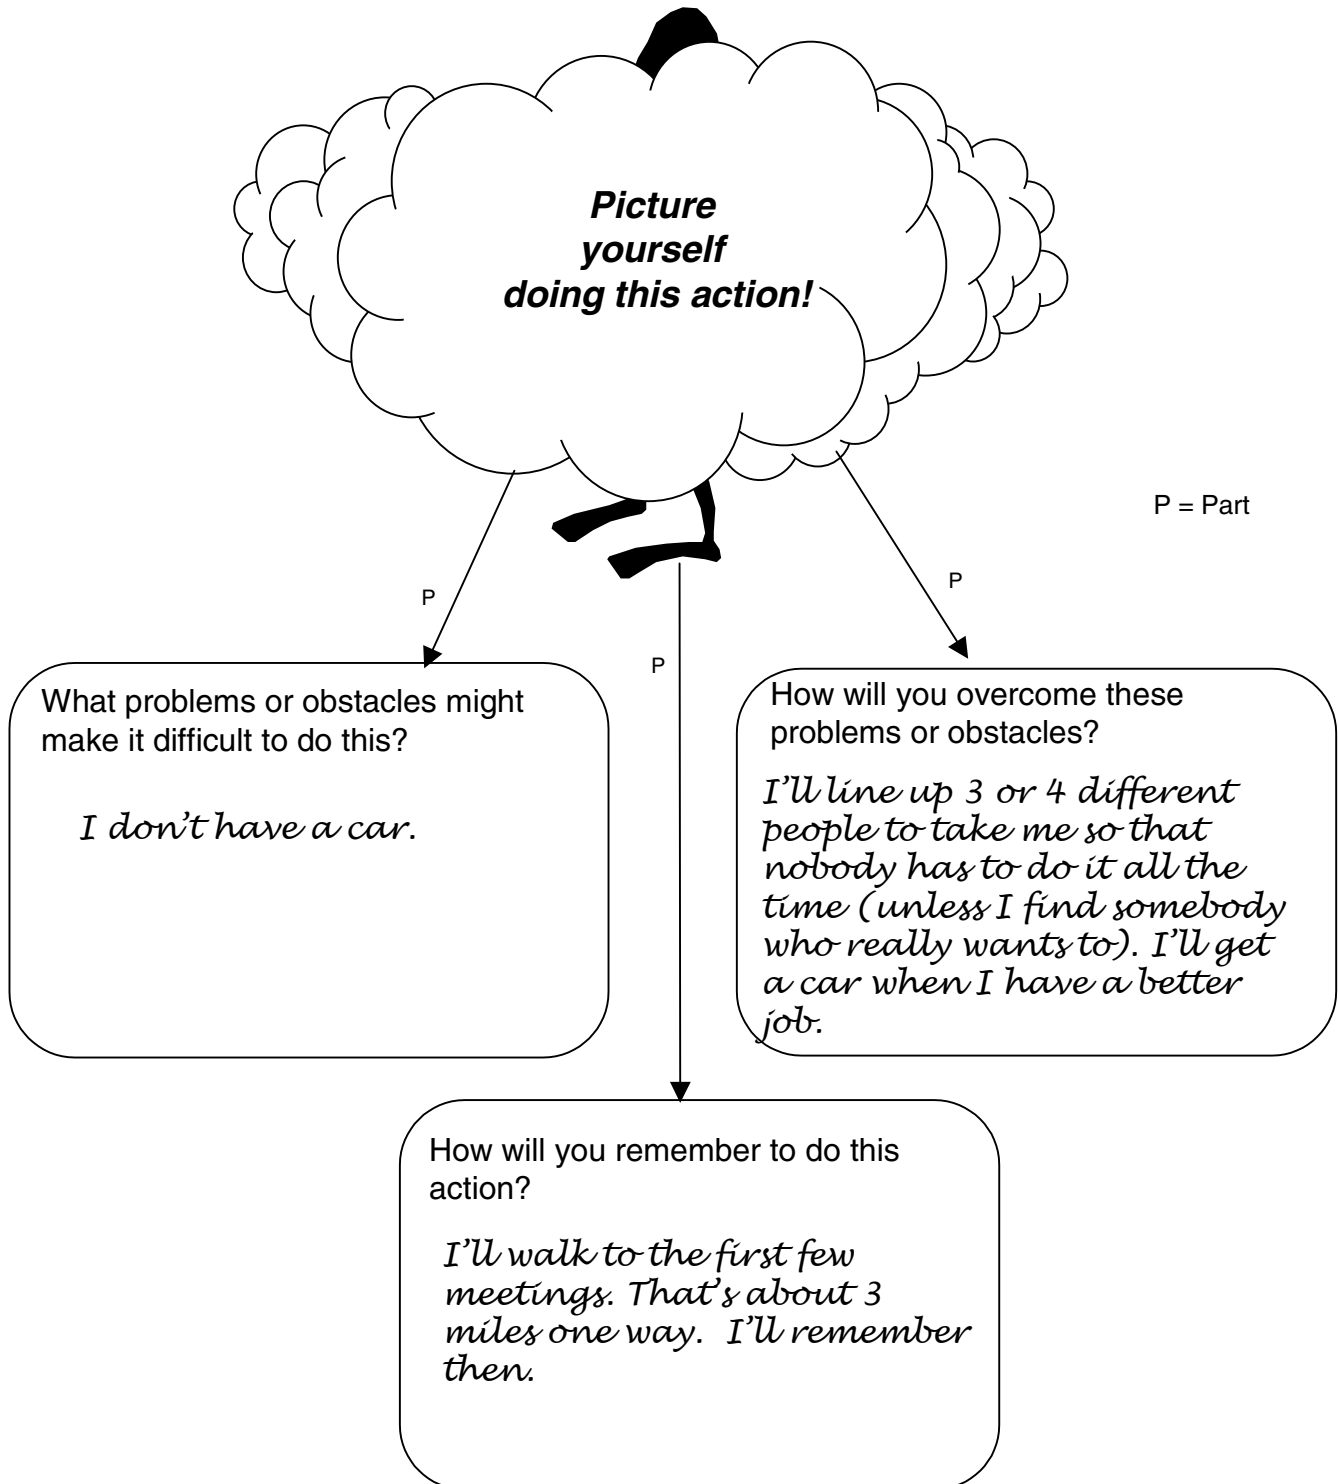 Picture
yourself
doing this action!
P = Part
P
P
P
What problems or obstacles might
make it difficult to do this?
I don't have a car.
How will you overcome these
problems or obstacles?
I'll line up 3 or 4 different
people to take me so that
nobody has to do it all the
time (unless I find somebody
who really wants to). I'll get
a car when I have a better
job.
How will you remember to do this
action?
I'll walk to the first few
meetings. That's about 3
miles one way.  I'll remember
then.